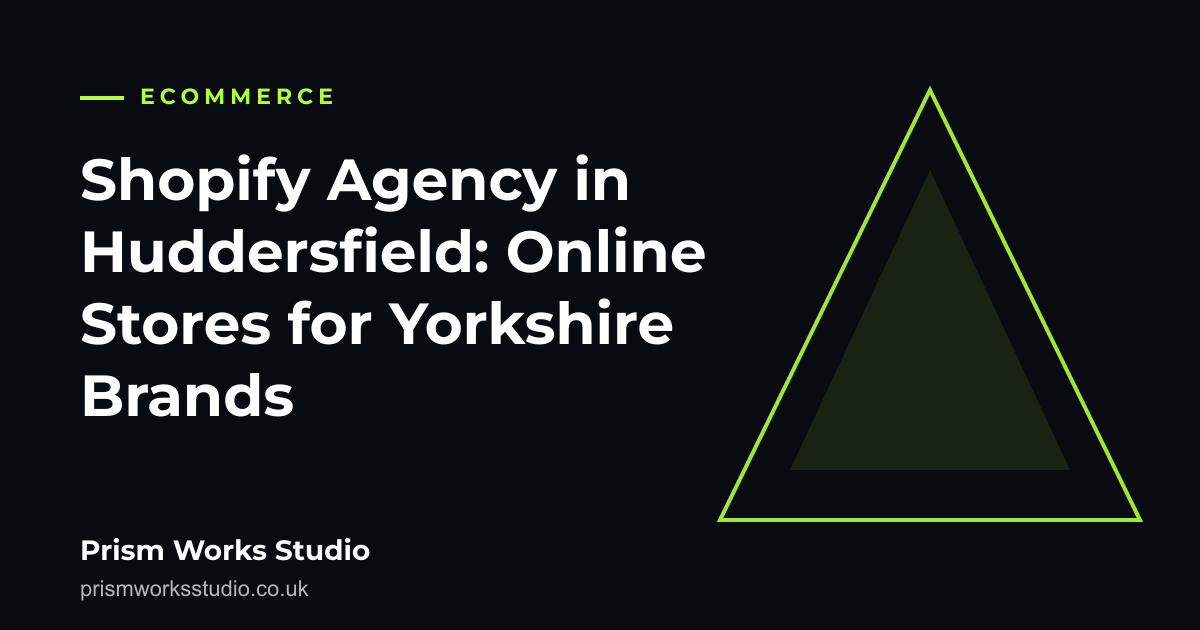 ECOMMERCE
Shopify Agency in
Huddersfield: Online
Stores for Yorkshire
Brands
Prism Works Studio
prismworksstudio.co.uk